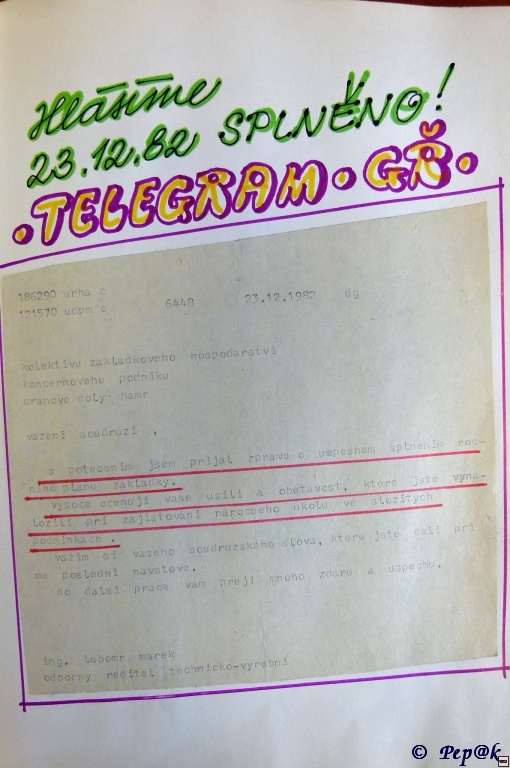 Hlásíme
23.12.82 SPLNĚNO!
•TELEGRAM•GŘ•
186290 urha c
121570 udpm c 6448 23.12.1982 dg
kolektivu zakladkoveho hospodarstvi
koncernoveho podniku
uranove doly hamr
vazeni soudruzi ,
s potesenim jsem prijal zpravu o uspesnem splnenim roc-
niho planu zakladky.
vysoce ocenuji vase usili a obetavost, ktere jste vyna-
lozili pri zajistovani narocneho ukolu ve slozitych
podminkach .
vazim si vaseho soudruzskeho slova, ktere jste dali pri
me posledni navsteve.
do dalsi prace vam preji mnoho zdaru a uspechu.
ing. lubomr marek
odborny reditel technicko-vyrobni
© Pep@k